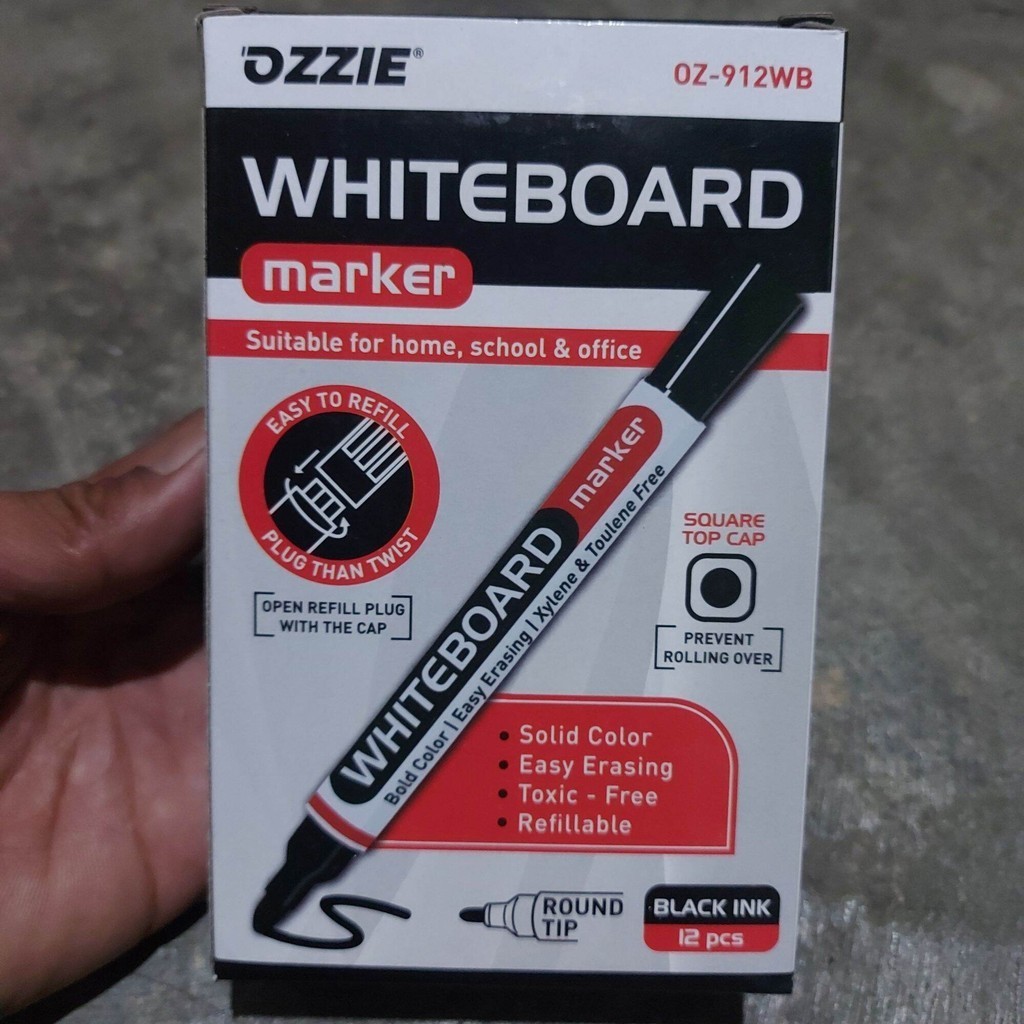 OZZIE®
OZ-912WB
WHITEBOARD
marker
Suitable for home, school & office
EASY TO REFILL
PLUG THAN TWIST
OPEN REFILL PLUG
WITH THE CAP
WHITEBOARD marker
Bold Color | Easy Erasing | Xylene & Toulene Free
SQUARE
TOP CAP
PREVENT
ROLLING OVER
• Solid Color
• Easy Erasing
• Toxic - Free
• Refillable
ROUND
TIP
BLACK INK
12 pcs